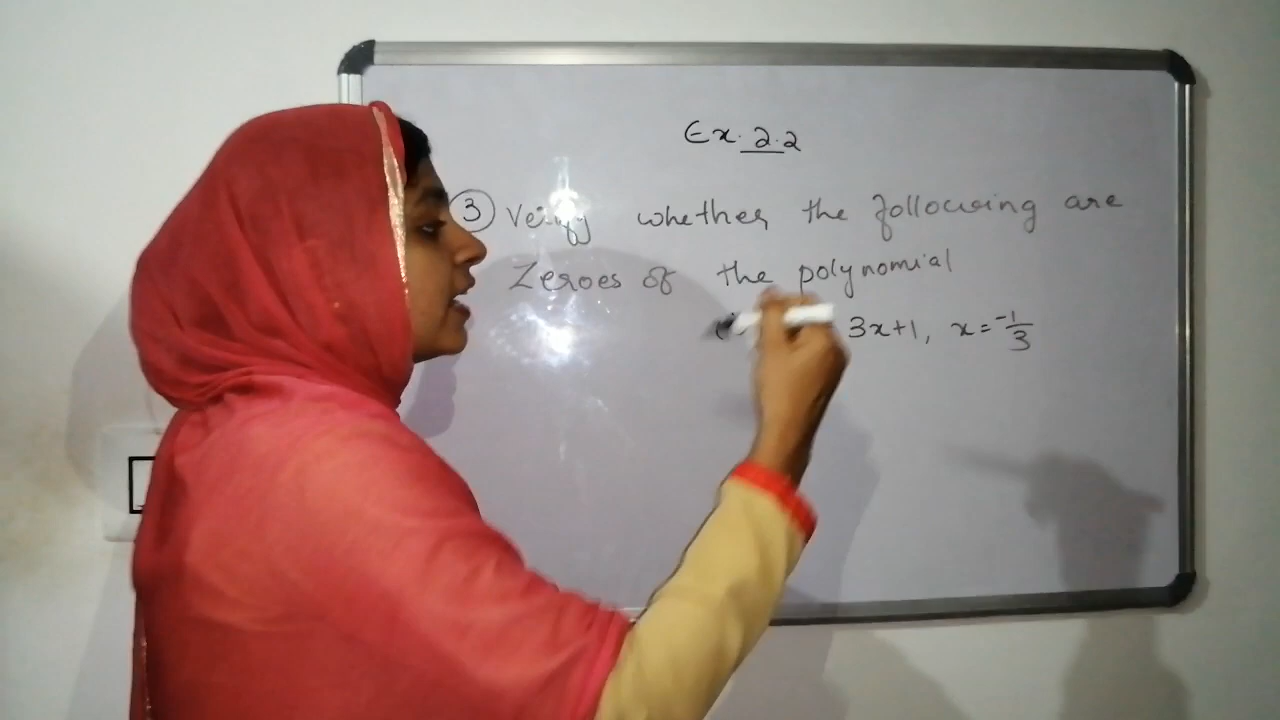 Ex. 2.2
3 Verify whether the following are
Zeroes of the polynomial
3x+1, x = -1/3